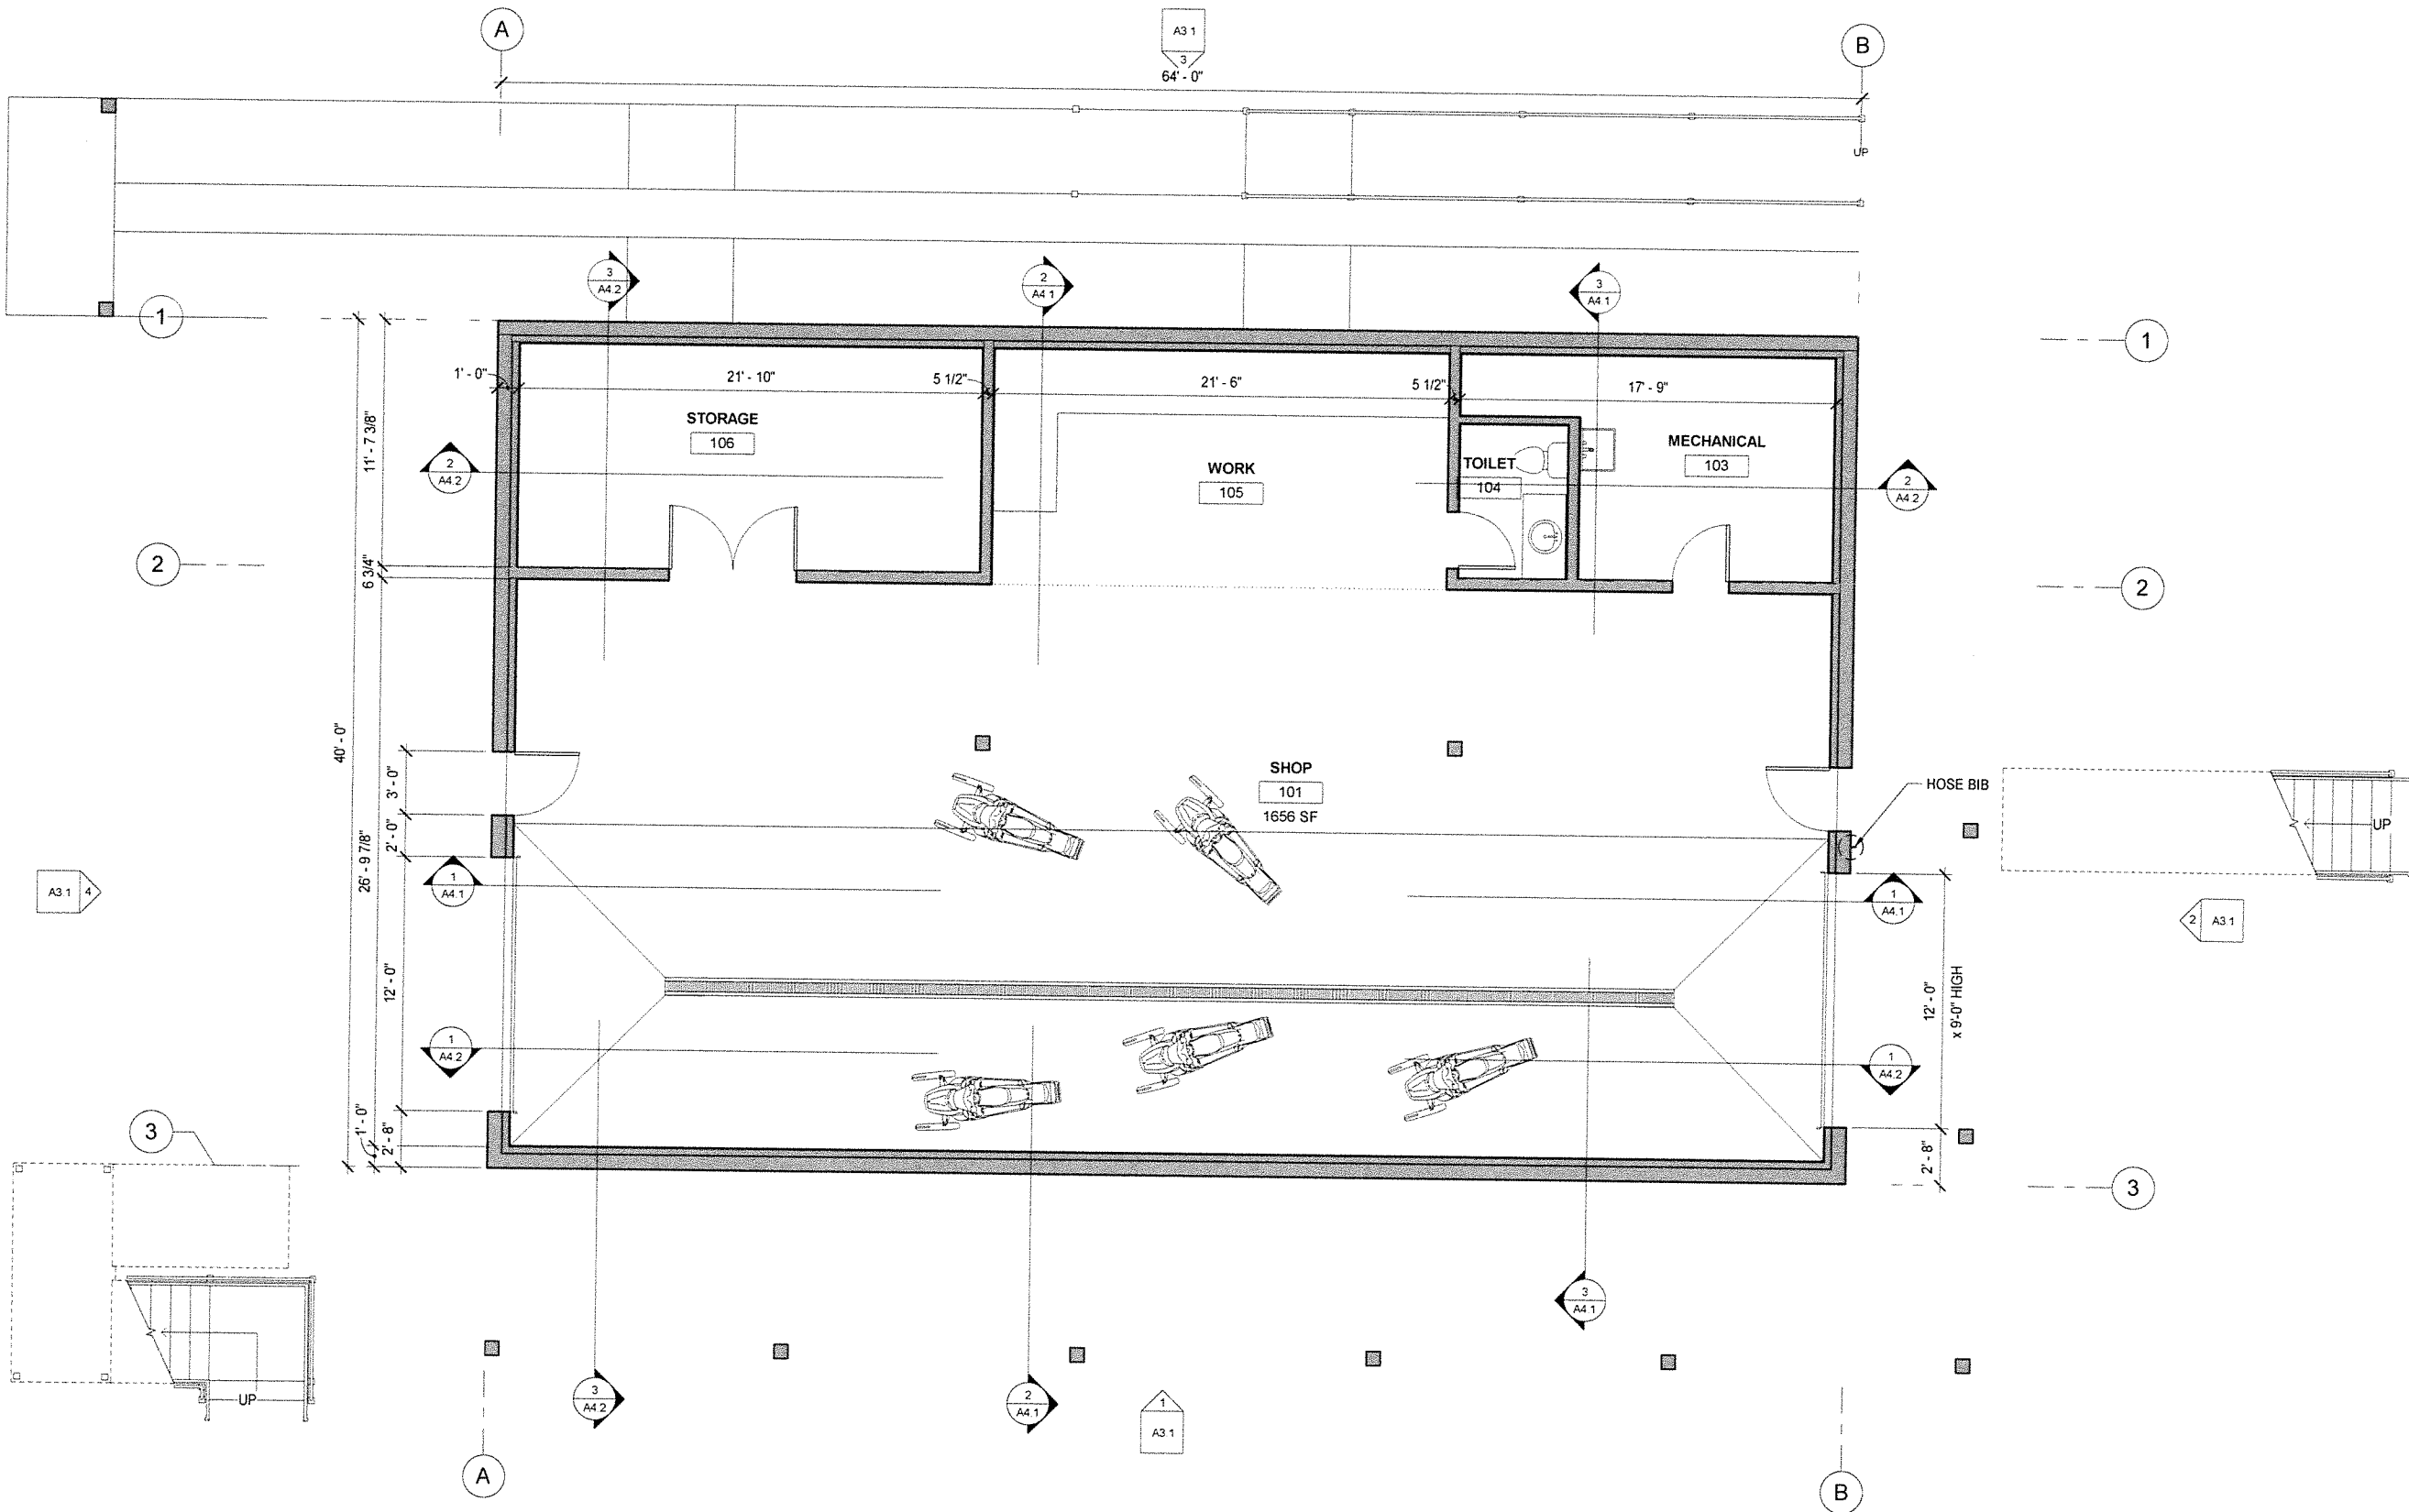 A
A3 1
3
B
64' - 0"
UP
3
A4.2
2
A4 1
3
A4.1
1
1
1' - 0"
21' - 10"
5 1/2"
21' - 6"
5 1/2"
17' - 9"
STORAGE
106
11' - 7 3/8"
MECHANICAL
103
2
A4.2
WORK
105
TOILET
104
2
A4.2
2
6 3/4"
2
40' - 0"
3' - 0"
SHOP
101
1656 SF
HOSE BIB
UP
2' - 0"
26' - 9 7/8"
A3.1
4
1
A4.1
1
A4.1
2
A3.1
12' - 0"
12' - 0"
x 9'-0" HIGH
1
A4.2
1
A4.2
3
1' - 0"
2' - 8"
2' - 8"
3
3
A4.1
UP
3
A4.2
2
A4.1
1
A3 1
A
B